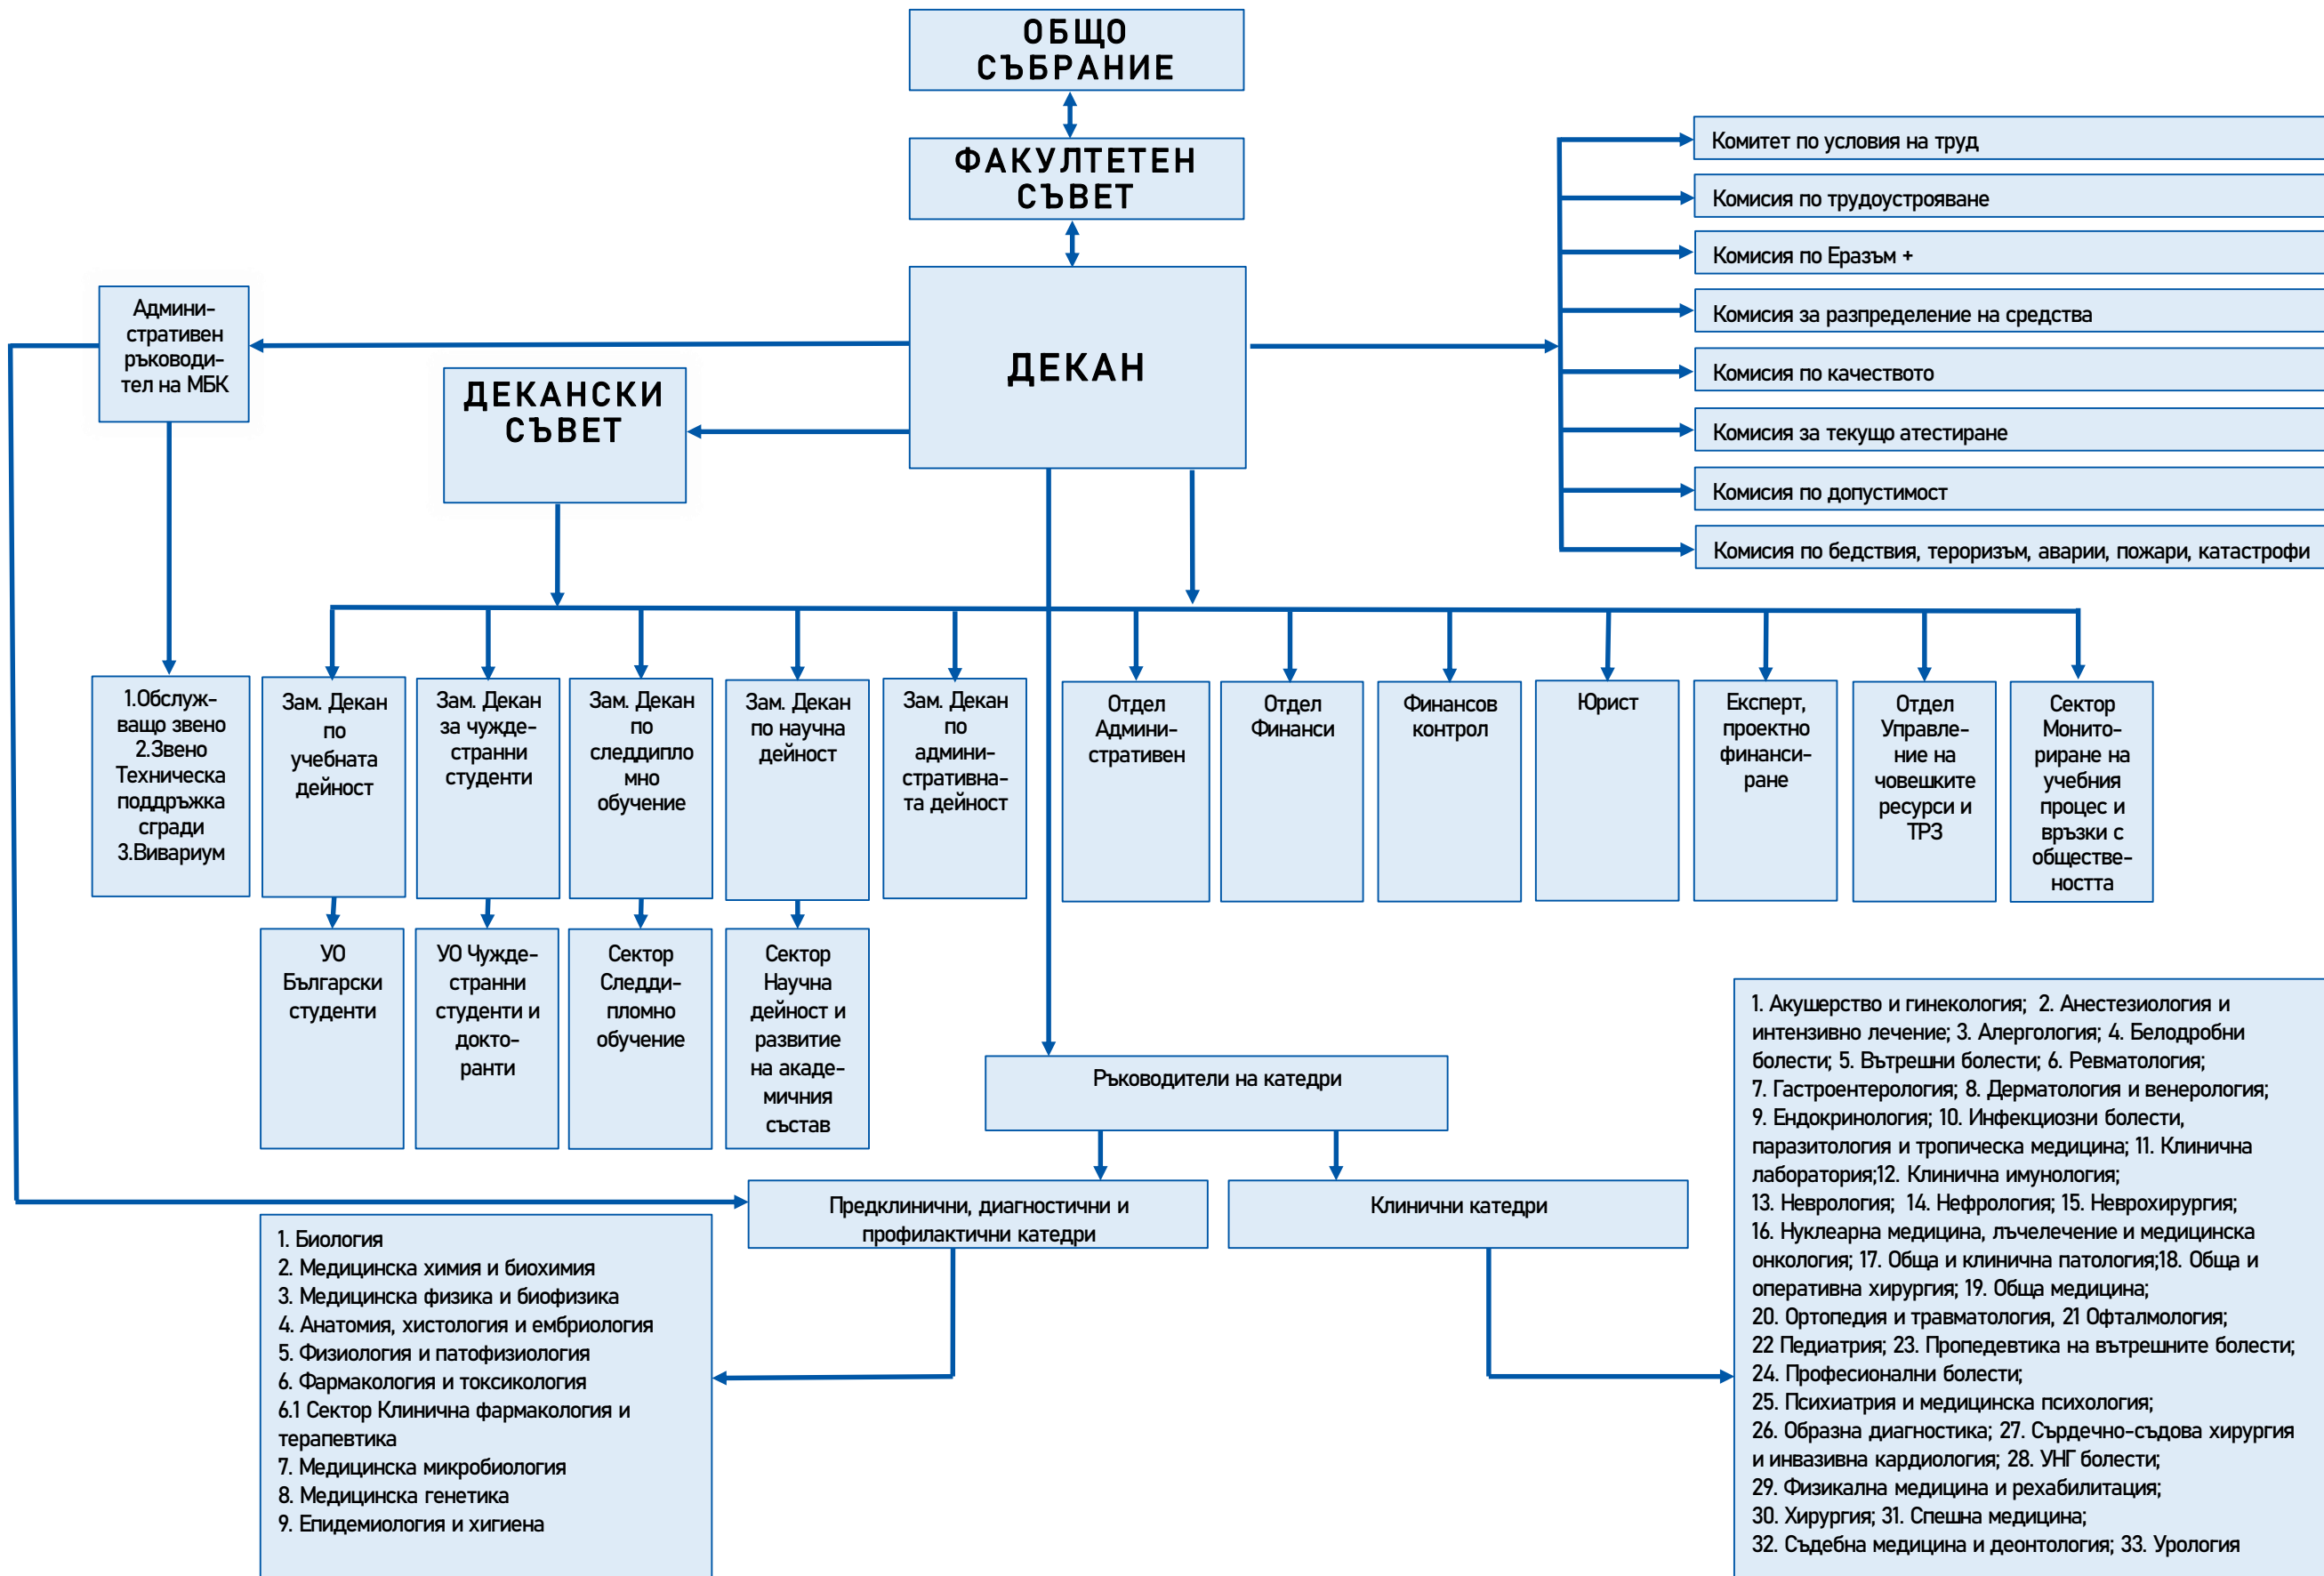 ОБЩО
СЪБРАНИЕ
ФАКУЛТЕТЕН
СЪВЕТ
ДЕКАН
Комитет по условия на труд
Комисия по трудоустрояване
Комисия по Еразъм +
Комисия за разпределение на средства
Комисия по качеството
Комисия за текущо атестиране
Комисия по допустимост
Комисия по бедствия, тероризъм, аварии, пожари, катастрофи
Админи-
стративен
ръководи-
тел на МБК
ДЕКАНСКИ
СЪВЕТ
1.Обслуж-
ващо звено
2.Звено
Техническа
поддръжка
сгради
3.Вивариум
Зам. Декан
по
учебната
дейност
Зам. Декан
за чужде-
странни
студенти
Зам. Декан
по
следдипло
мно
обучение
Зам. Декан
по научна
дейност
Зам. Декан
по
админи-
стративна-
та дейност
Отдел
Админи-
стративен
Отдел
Финанси
Финансов
контрол
Юрист
Експерт,
проектно
финанси-
ране
Отдел
Управле-
ние на
човешките
ресурси и
ТРЗ
Сектор
Монито-
риране на
учебния
процес и
връзки с
обществе-
ността
УО
Български
студенти
УО Чужде-
странни
студенти и
докто-
ранти
Сектор
Следди-
пломно
обучение
Сектор
Научна
дейност и
развитие
на акаде-
мичния
състав
Ръководители на катедри
Предклинични, диагностични и
профилактични катедри
Клинични катедри
1. Биология
2. Медицинска химия и биохимия
3. Медицинска физика и биофизика
4. Анатомия, хистология и ембриология
5. Физиология и патофизиология
6. Фармакология и токсикология
6.1 Сектор Клинична фармакология и
терапевтика
7. Медицинска микробиология
8. Медицинска генетика
9. Епидемиология и хигиена
1. Акушерство и гинекология; 2. Анестезиология и
интензивно лечение; 3. Алергология; 4. Белодробни
болести; 5. Вътрешни болести; 6. Ревматология;
7. Гастроентерология; 8. Дерматология и венерология;
9. Ендокринология; 10. Инфекциозни болести,
паразитология и тропическа медицина; 11. Клинична
лаборатория;12. Клинична имунология;
13. Неврология; 14. Нефрология; 15. Неврохирургия;
16. Нуклеарна медицина, лъчелечение и медицинска
онкология; 17. Обща и клинична патология;18. Обща и
оперативна хирургия; 19. Обща медицина;
20. Ортопедия и травматология, 21 Офталмология;
22 Педиатрия; 23. Пропедевтика на вътрешните болести;
24. Професионални болести;
25. Психиатрия и медицинска психология;
26. Образна диагностика; 27. Сърдечно-съдова хирургия
и инвазивна кардиология; 28. УНГ болести;
29. Физикална медицина и рехабилитация;
30. Хирургия; 31. Спешна медицина;
32. Съдебна медицина и деонтология; 33. Урология